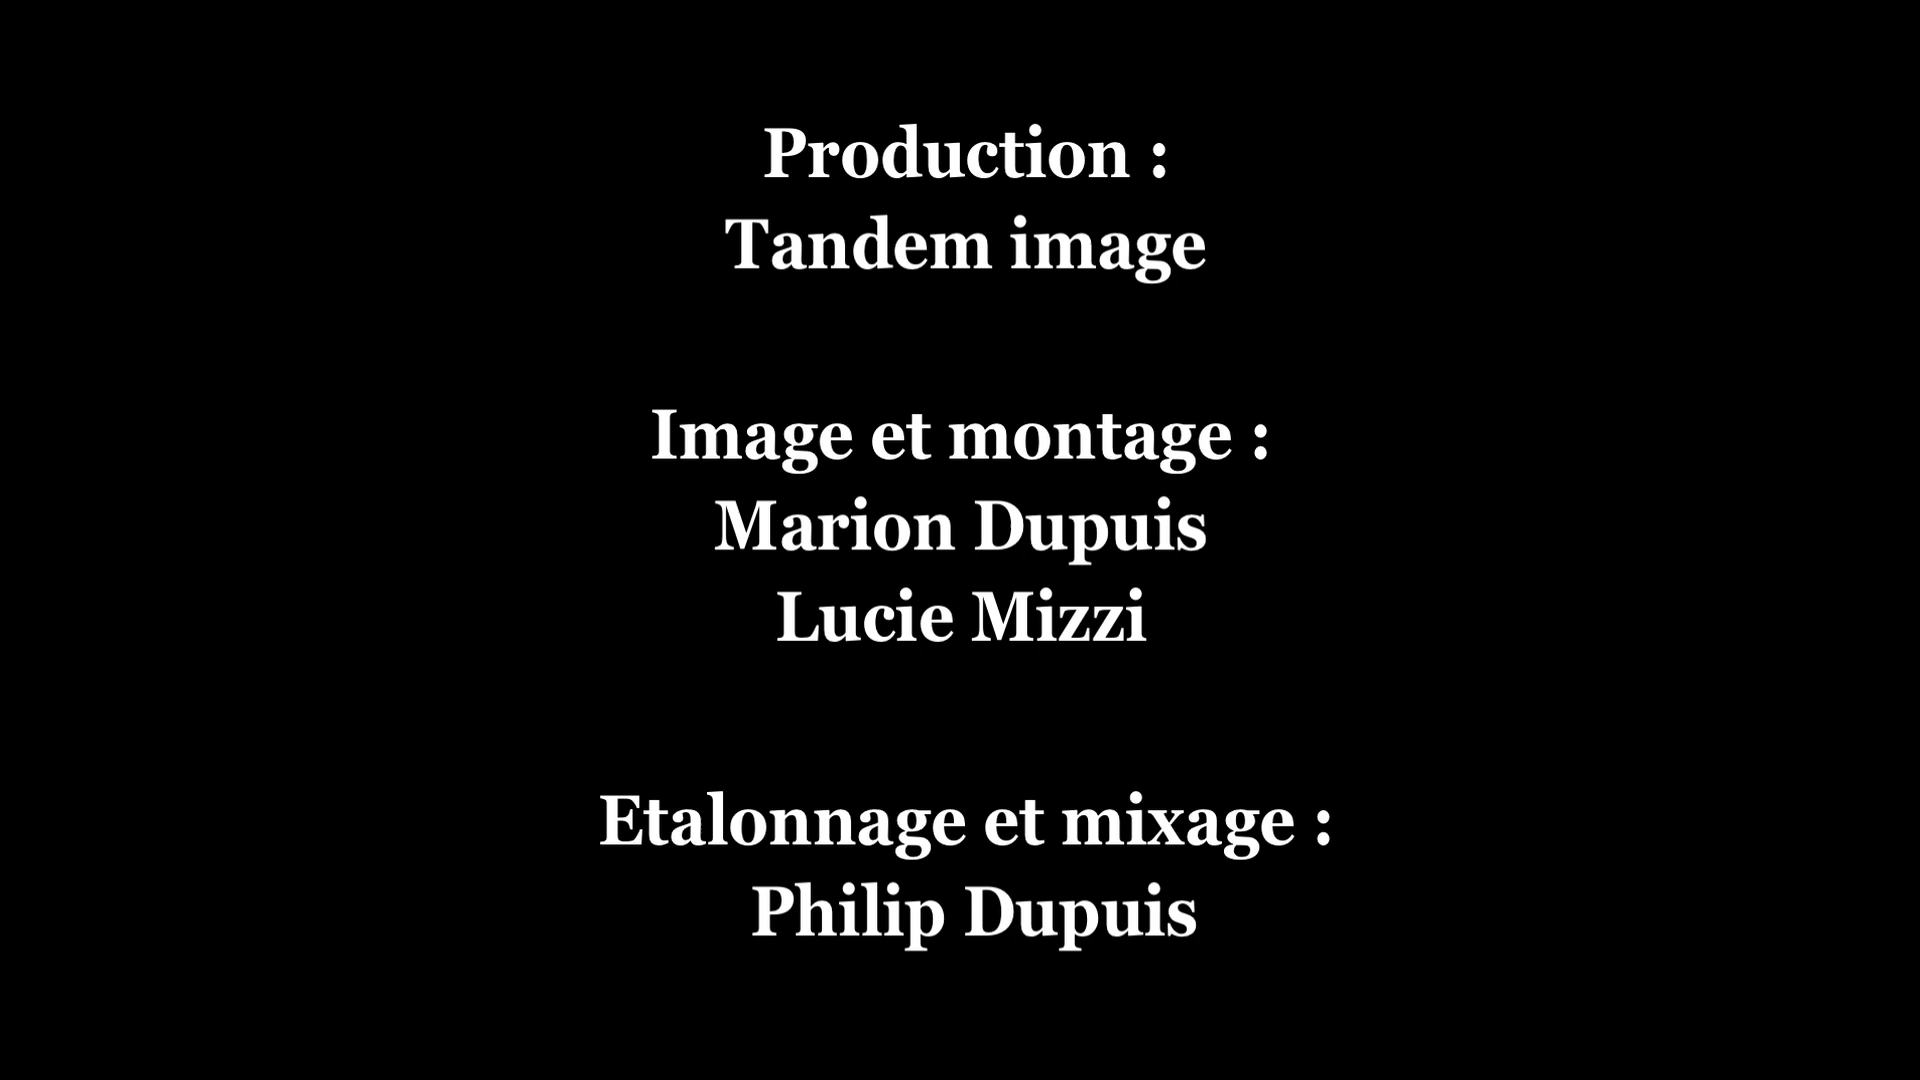 Production :
Tandem image
Image et montage :
Marion Dupuis
Lucie Mizzi
Etalonnage et mixage :
Philip Dupuis